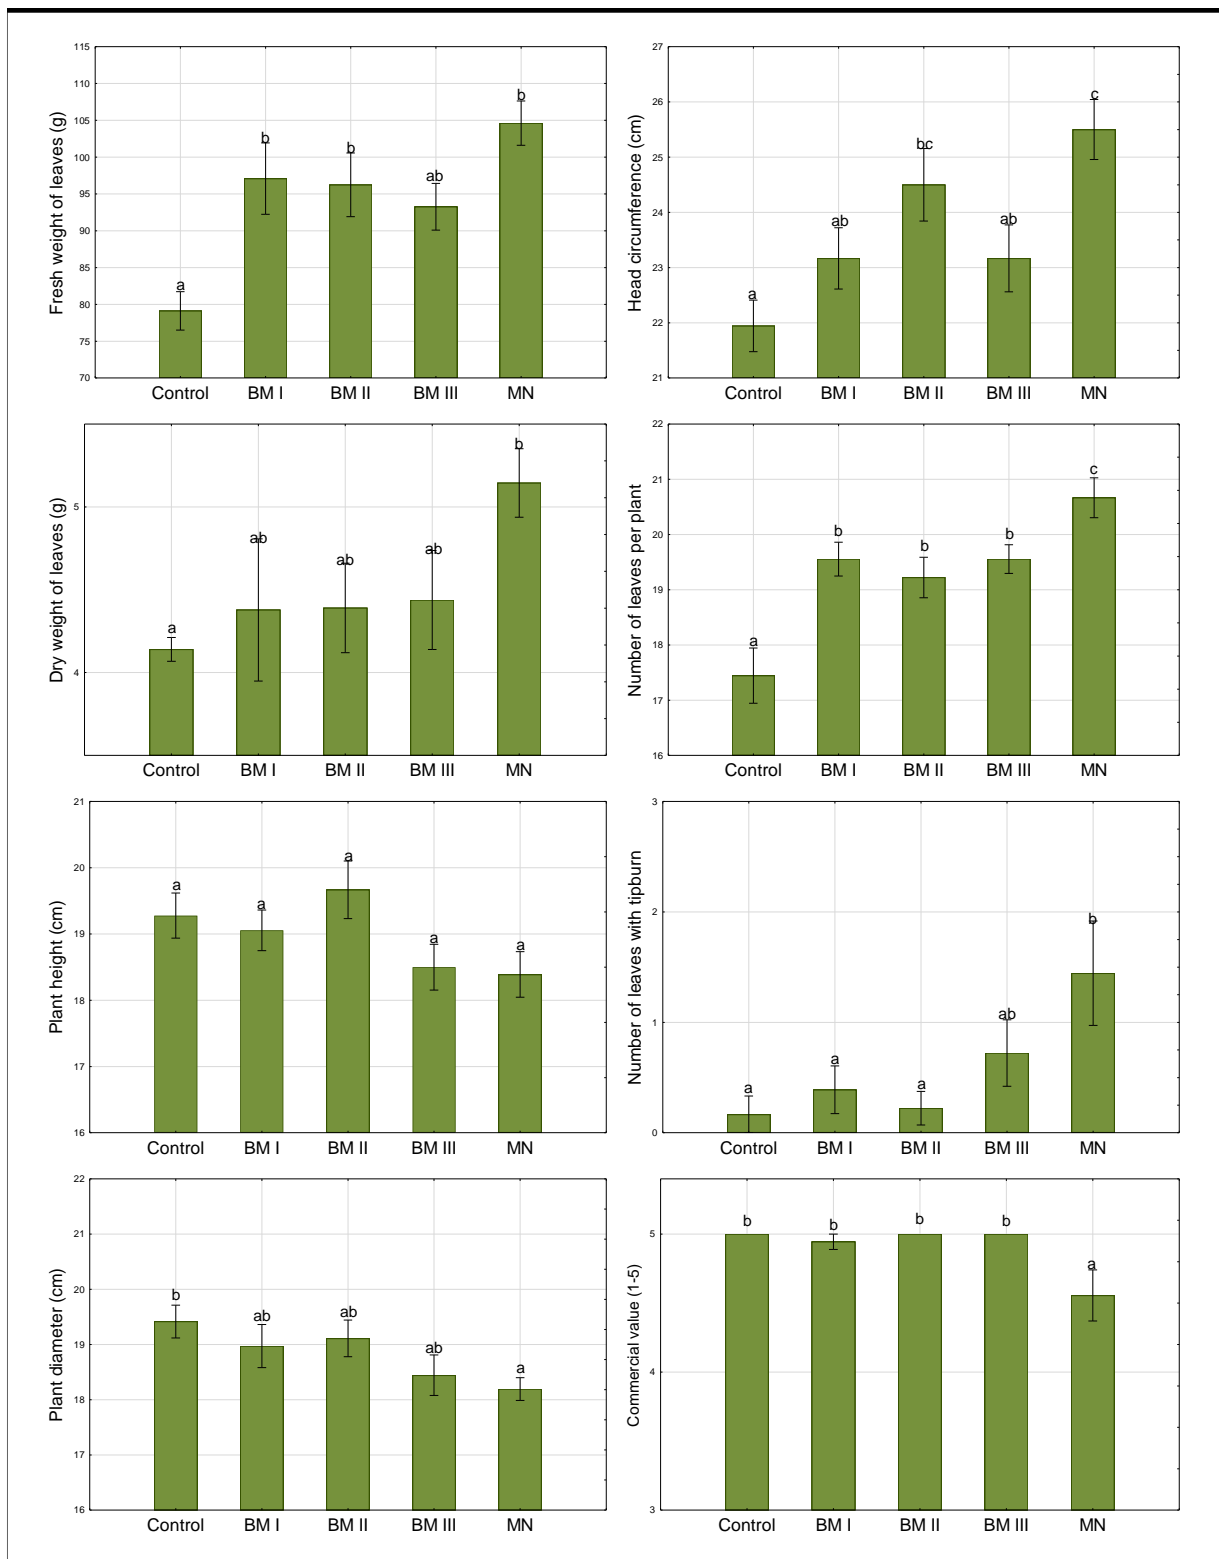 Fresh weight of leaves (g)
115
110
105
100
95
90
85
80
75
70
a
b
b
ab
b
Control BM I BM II BM III MN
Head circumference (cm)
27
26
25
24
23
22
21
a
ab
bc
ab
c
Control BM I BM II BM III MN
Dry weight of leaves (g)
5
4
a
ab
ab
ab
b
Control BM I BM II BM III MN
Number of leaves per plant
22
21
20
19
18
17
16
a
b
b
b
c
Control BM I BM II BM III MN
Plant height (cm)
21
20
19
18
17
16
a
a
a
a
a
Control BM I BM II BM III MN
Number of leaves with tipburn
3
2
1
0
a
a
a
ab
b
Control BM I BM II BM III MN
Plant diameter (cm)
22
21
20
19
18
17
16
b
ab
ab
ab
a
Control BM I BM II BM III MN
Commercial value (1-5)
5
4
3
b
b
b
b
a
Control BM I BM II BM III MN